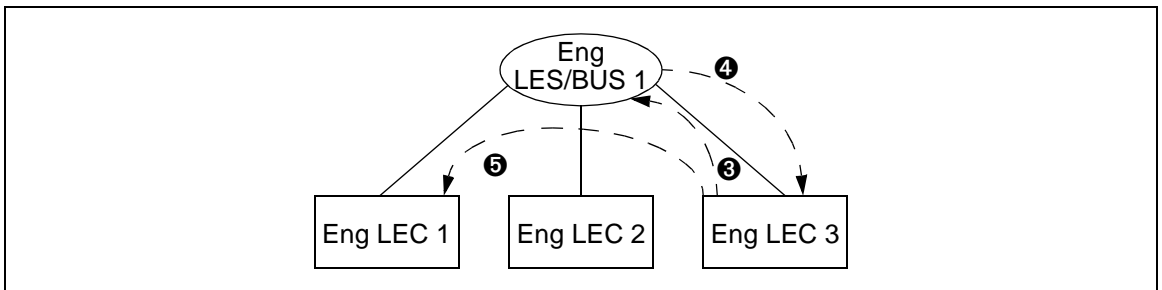 Eng
LES/BUS 1
❹
❺
❸
Eng LEC 1
Eng LEC 2
Eng LEC 3